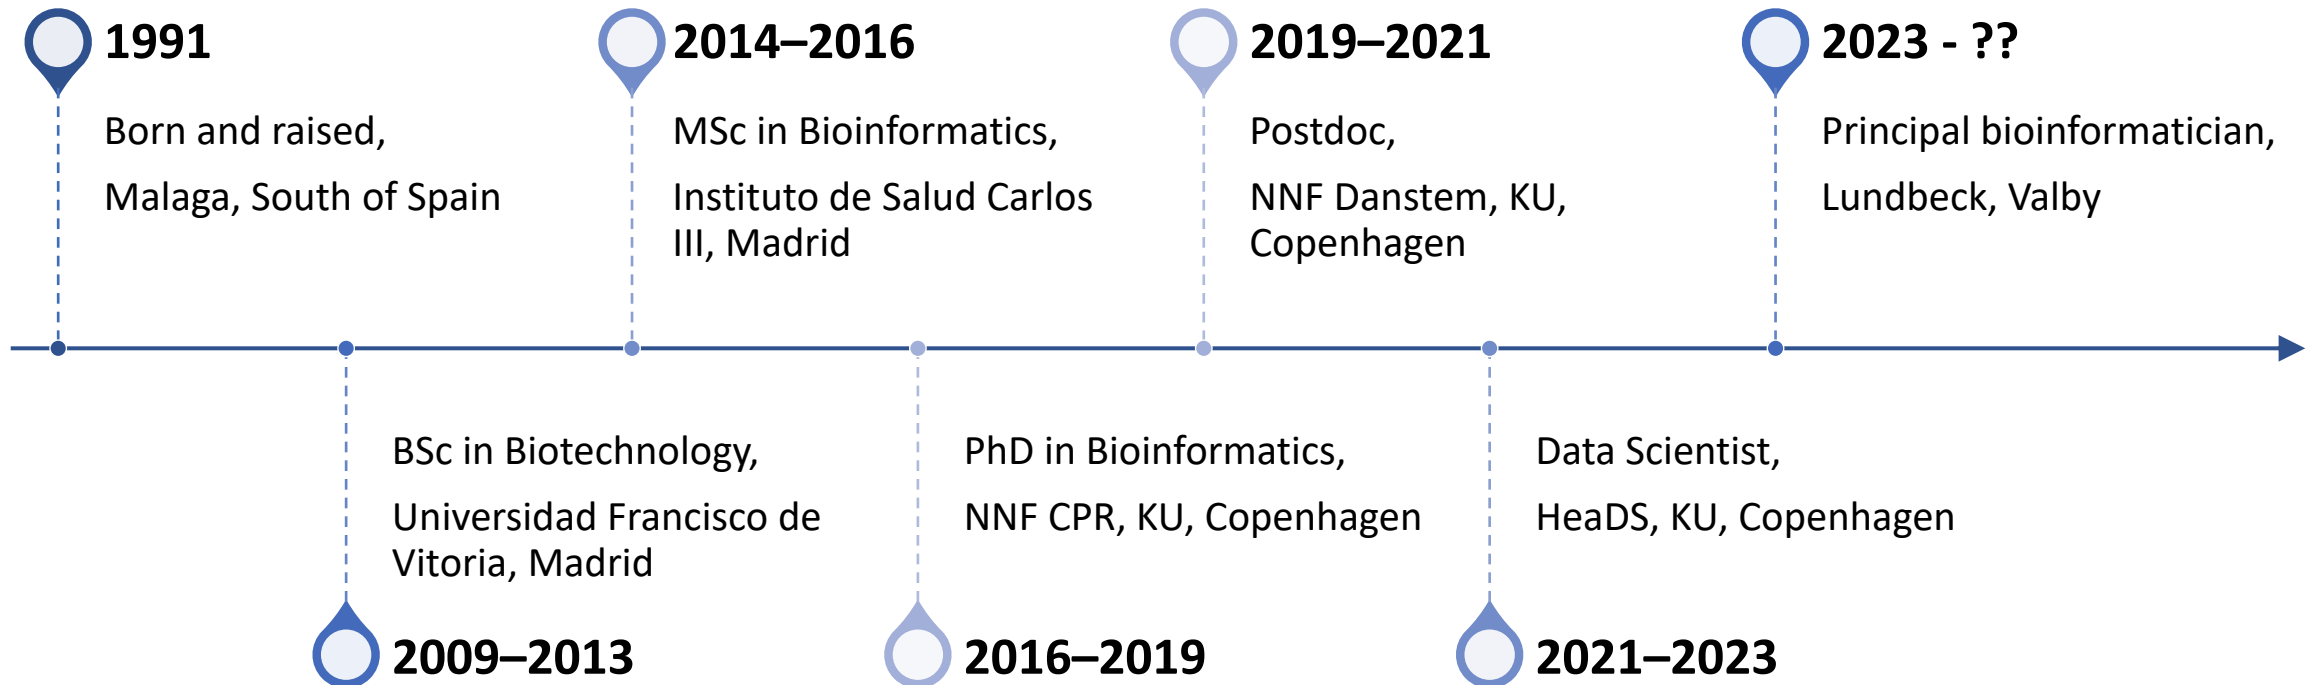 1991
Born and raised,
Malaga, South of Spain
2009–2013
BSc in Biotechnology,
Universidad Francisco de
Vitoria, Madrid
2014–2016
MSc in Bioinformatics,
Instituto de Salud Carlos
III, Madrid
2016–2019
PhD in Bioinformatics,
NNF CPR, KU, Copenhagen
2019–2021
Postdoc,
NNF Danstem, KU,
Copenhagen
2021–2023
Data Scientist,
HeaDS, KU, Copenhagen
2023 - ??
Principal bioinformatician,
Lundbeck, Valby